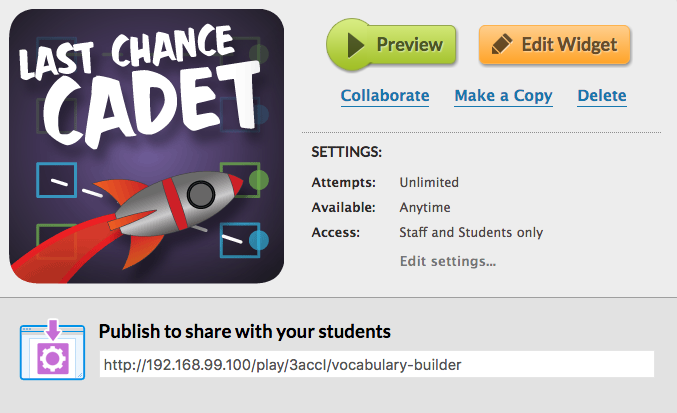 LAST CHANCE
CADET
Preview
Edit Widget
Collaborate
Make a Copy
Delete
SETTINGS:
Attempts: Unlimited
Available: Anytime
Access: Staff and Students only
Edit settings...
Publish to share with your students
http://192.168.99.100/play/3accl/vocabulary-builder